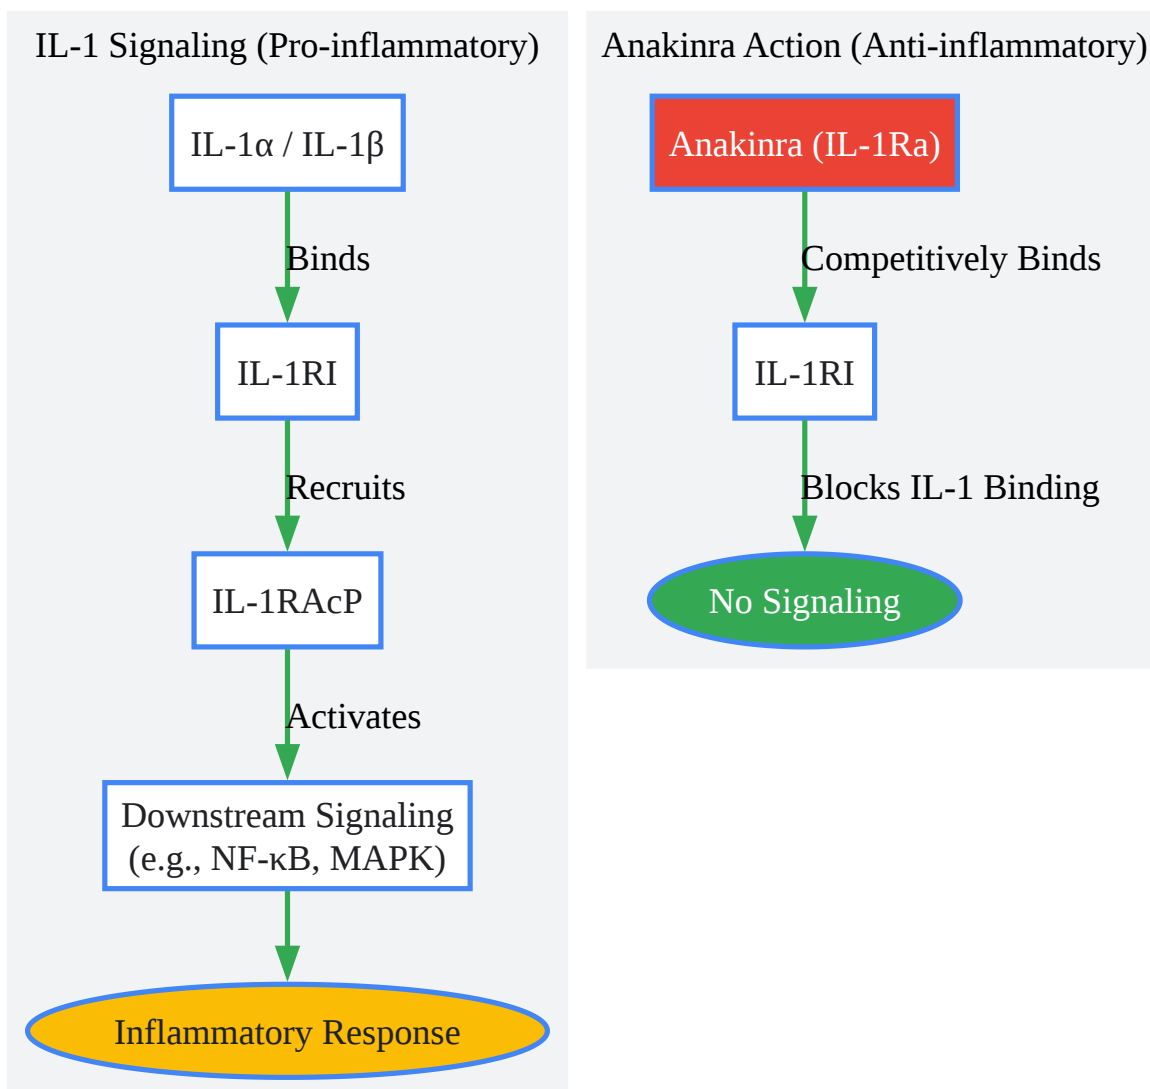 IL-1 Signaling (Pro-inflammatory)
IL-1α / IL-1β
Binds
IL-1RI
Recruits
IL-1RAcP
Activates
Downstream Signaling
(e.g., NF-κB, MAPK)
Inflammatory Response
Anakinra Action (Anti-inflammatory)
Anakinra (IL-1Ra)
Competitively Binds
IL-1RI
Blocks IL-1 Binding
No Signaling